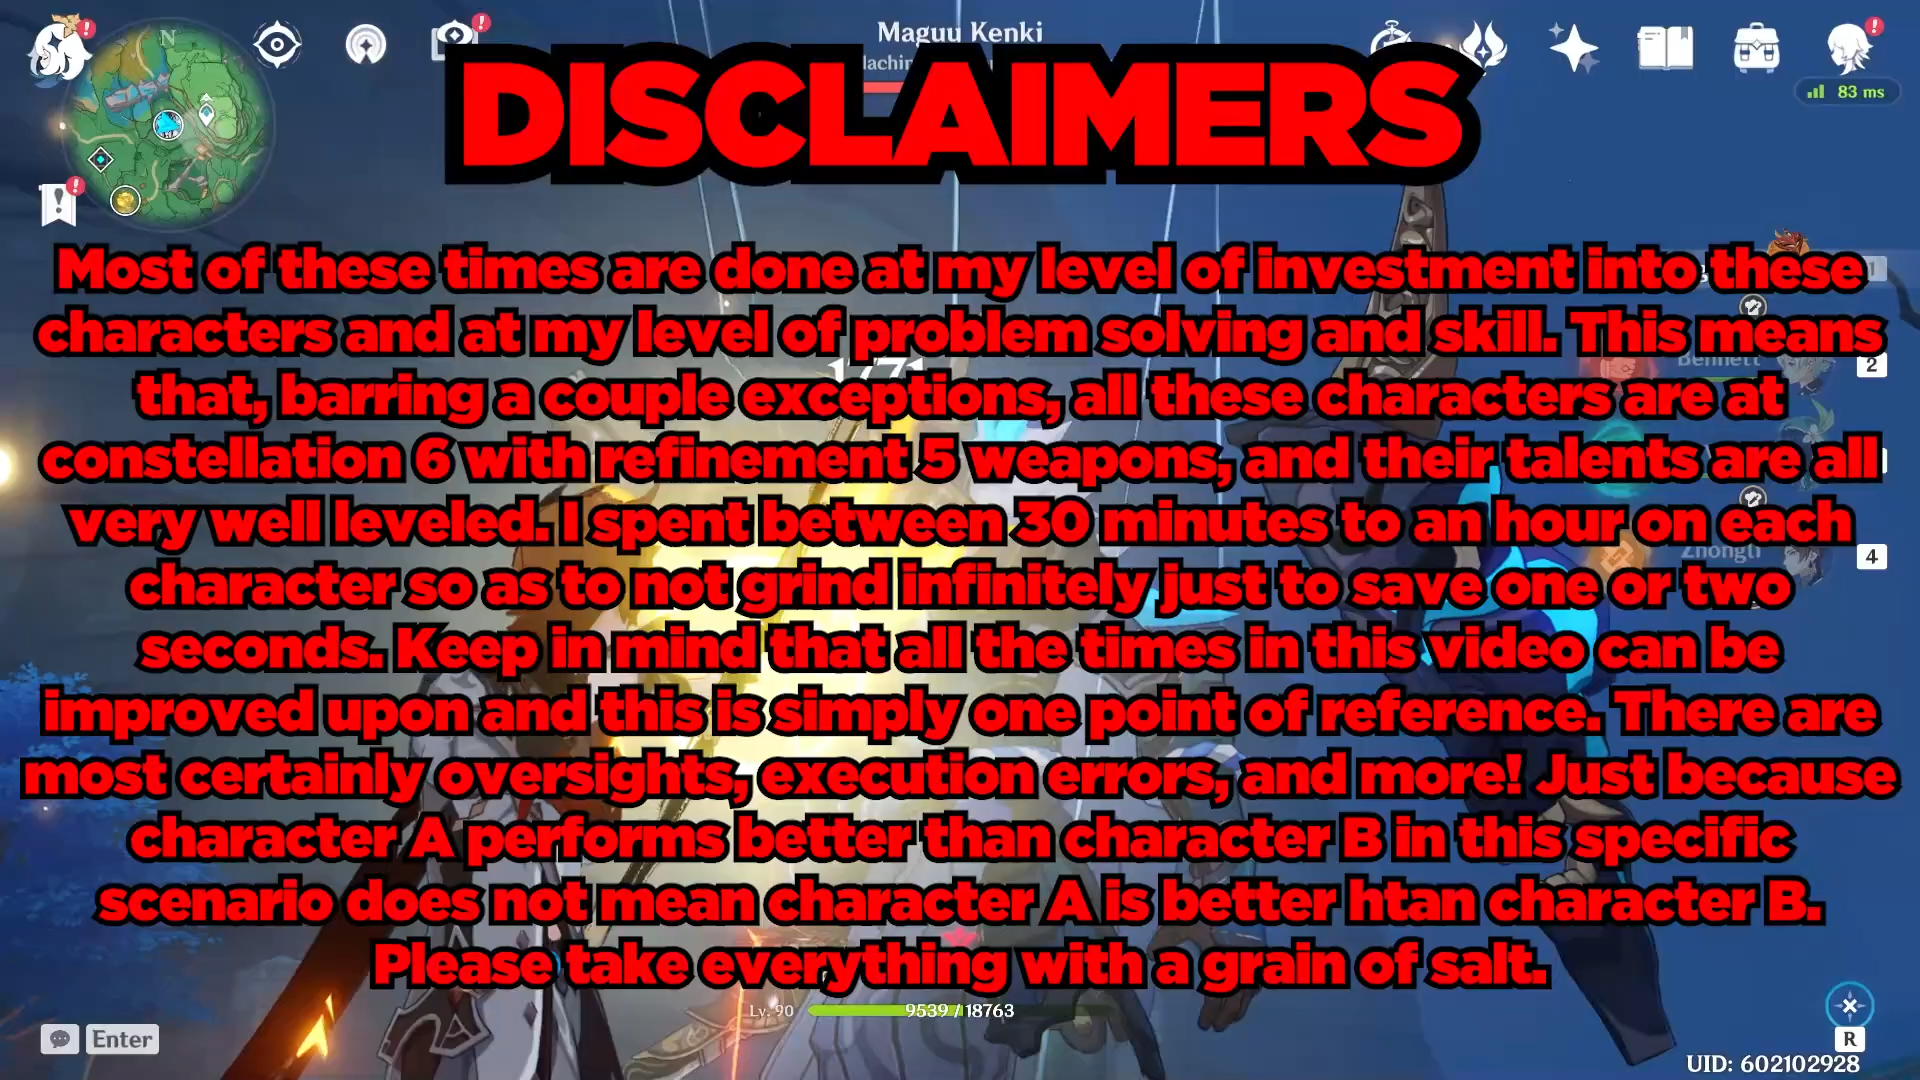 N
Maguu Kenki
83 ms
DISCLAIMERS
Most of these times are done at my level of investment into these
characters and at my level of problem solving and skill. This means
that, barring a couple exceptions, all these characters are at
constellation 6 with refinement 5 weapons, and their talents are all
very well leveled. I spent between 30 minutes to an hour on each
character so as to not grind infinitely just to save one or two
seconds. Keep in mind that all the times in this video can be
improved upon and this is simply one point of reference. There are
most certainly oversights, execution errors, and more! Just because
character A performs better than character B in this specific
scenario does not mean character A is better htan character B.
Please take everything with a grain of salt.
1
1771
Bennett
2
Zhongli
4
Lv. 90
9539 / 18763
Enter
R
UID: 602102928